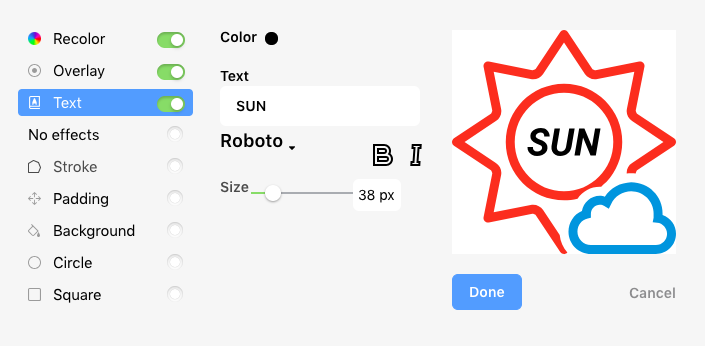 Recolor
Overlay
Text
No effects
Stroke
Padding
Background
Circle
Square
Color
Text
SUN
Roboto
B I
Size
38 px
SUN
Done
Cancel